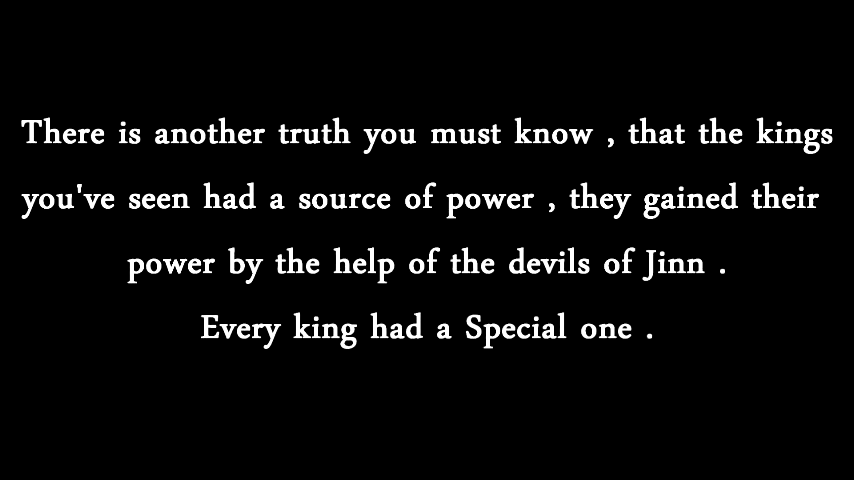 There is another truth you must know , that the kings
you've seen had a source of power , they gained their
power by the help of the devils of Jinn .
Every king had a Special one .